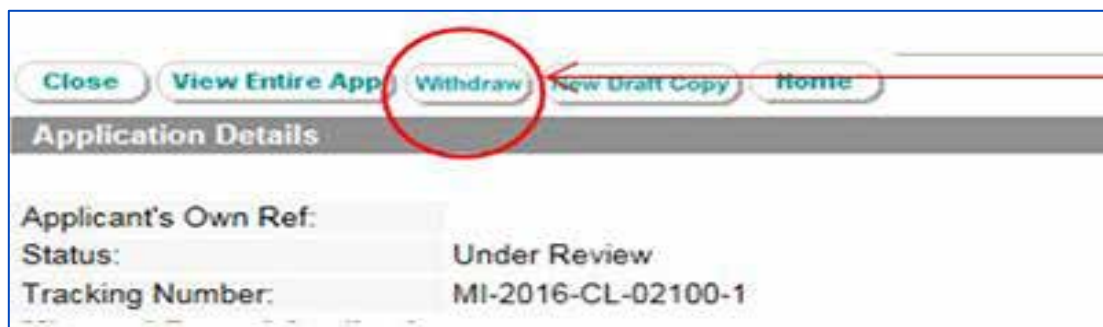 Close View Entire App Withdraw New Draft Copy Home
Application Details
Applicant's Own Ref:
Status: Under Review
Tracking Number: MI-2016-CL-02100-1